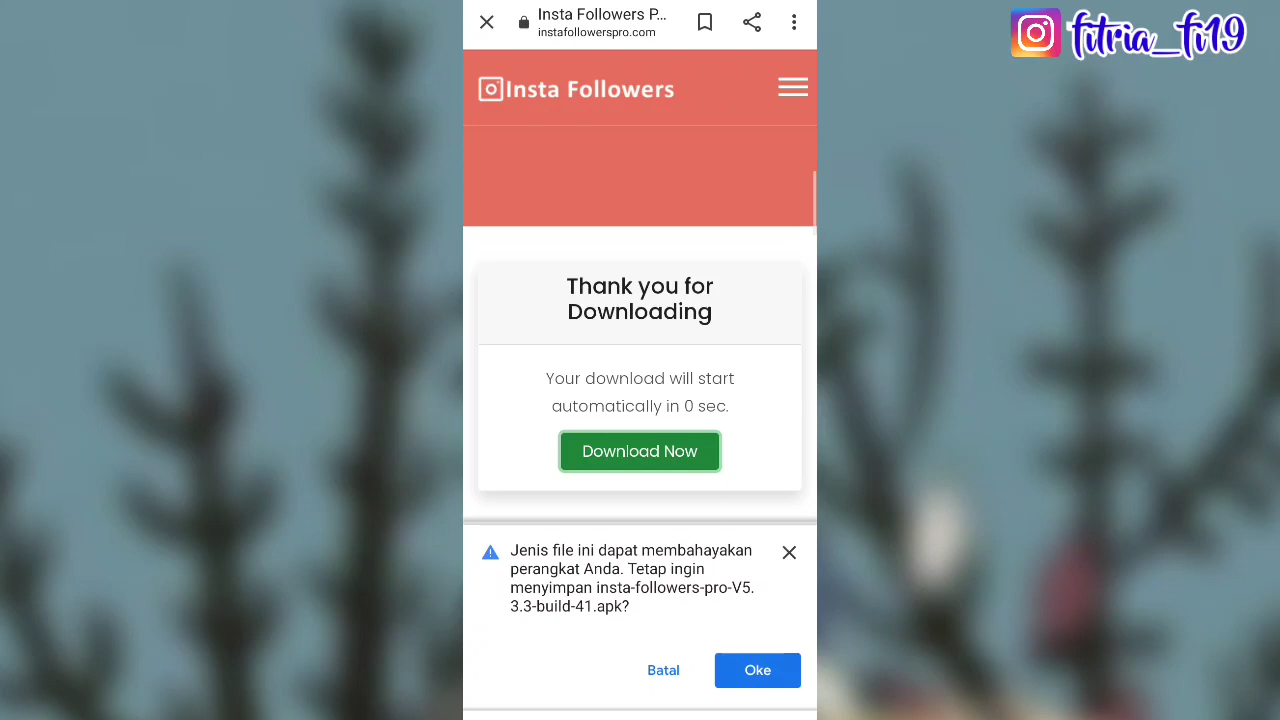 Insta Followers P...
instafollowerspro.com
fitria_fi19
Insta Followers
Thank you for
Downloading
Your download will start
automatically in 0 sec.
Download Now
Jenis file ini dapat membahayakan
perangkat Anda. Tetap ingin
menyimpan insta-followers-pro-V5.
3.3-build-41.apk?
Batal
Oke